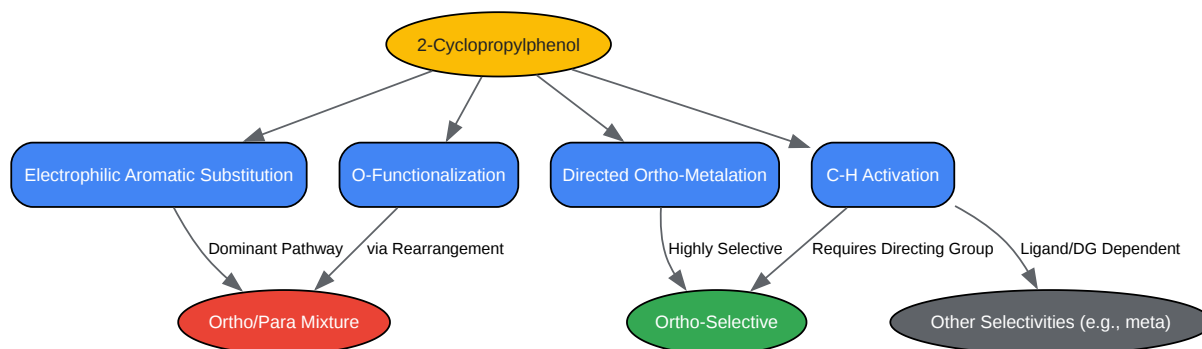 2-Cyclopropylphenol
Electrophilic Aromatic Substitution
O-Functionalization
Directed Ortho-Metalation
C-H Activation
Dominant Pathway
via Rearrangement
Highly Selective
Requires Directing Group
Ligand/DG Dependent
Ortho/Para Mixture
Ortho-Selective
Other Selectivities (e.g., meta)